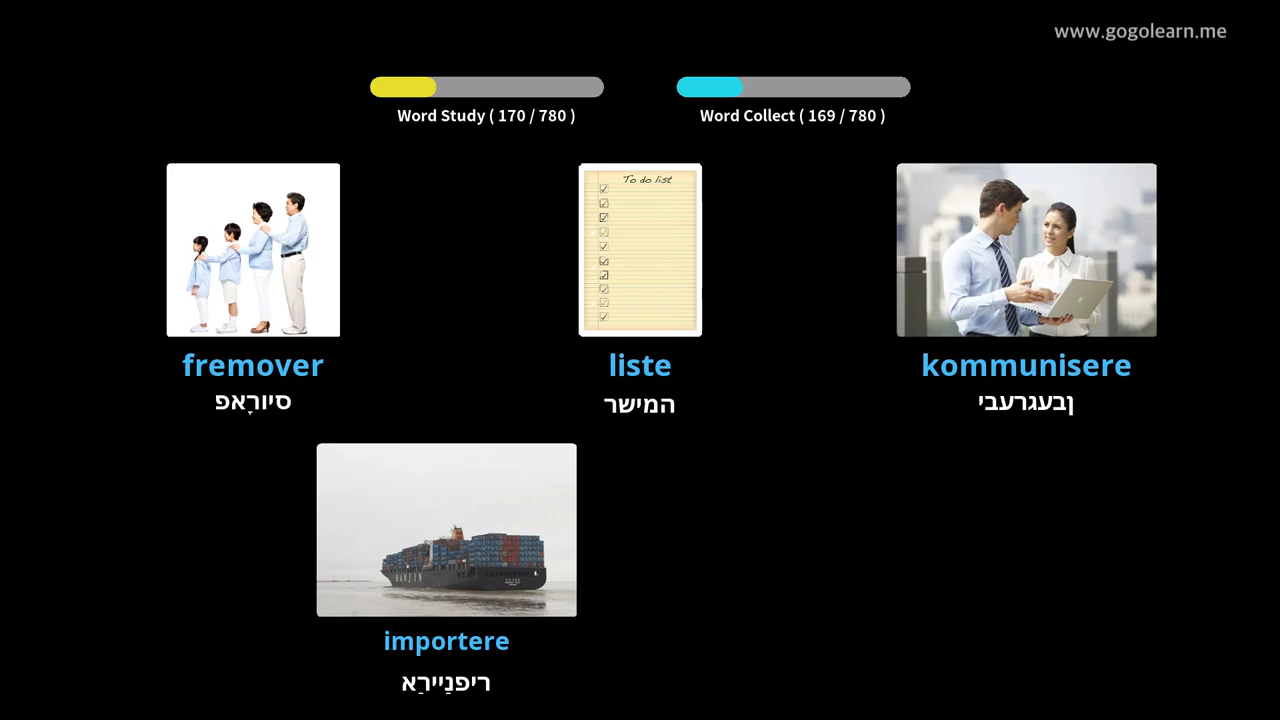 www.gogolearn.me
Word Study ( 170 / 780 )
Word Collect ( 169 / 780 )
To do list
HANJIN
fremover
סיורָאפ
liste
המישר
kommunisere
ןבעגרעבי
importere
ריפנַיירַא